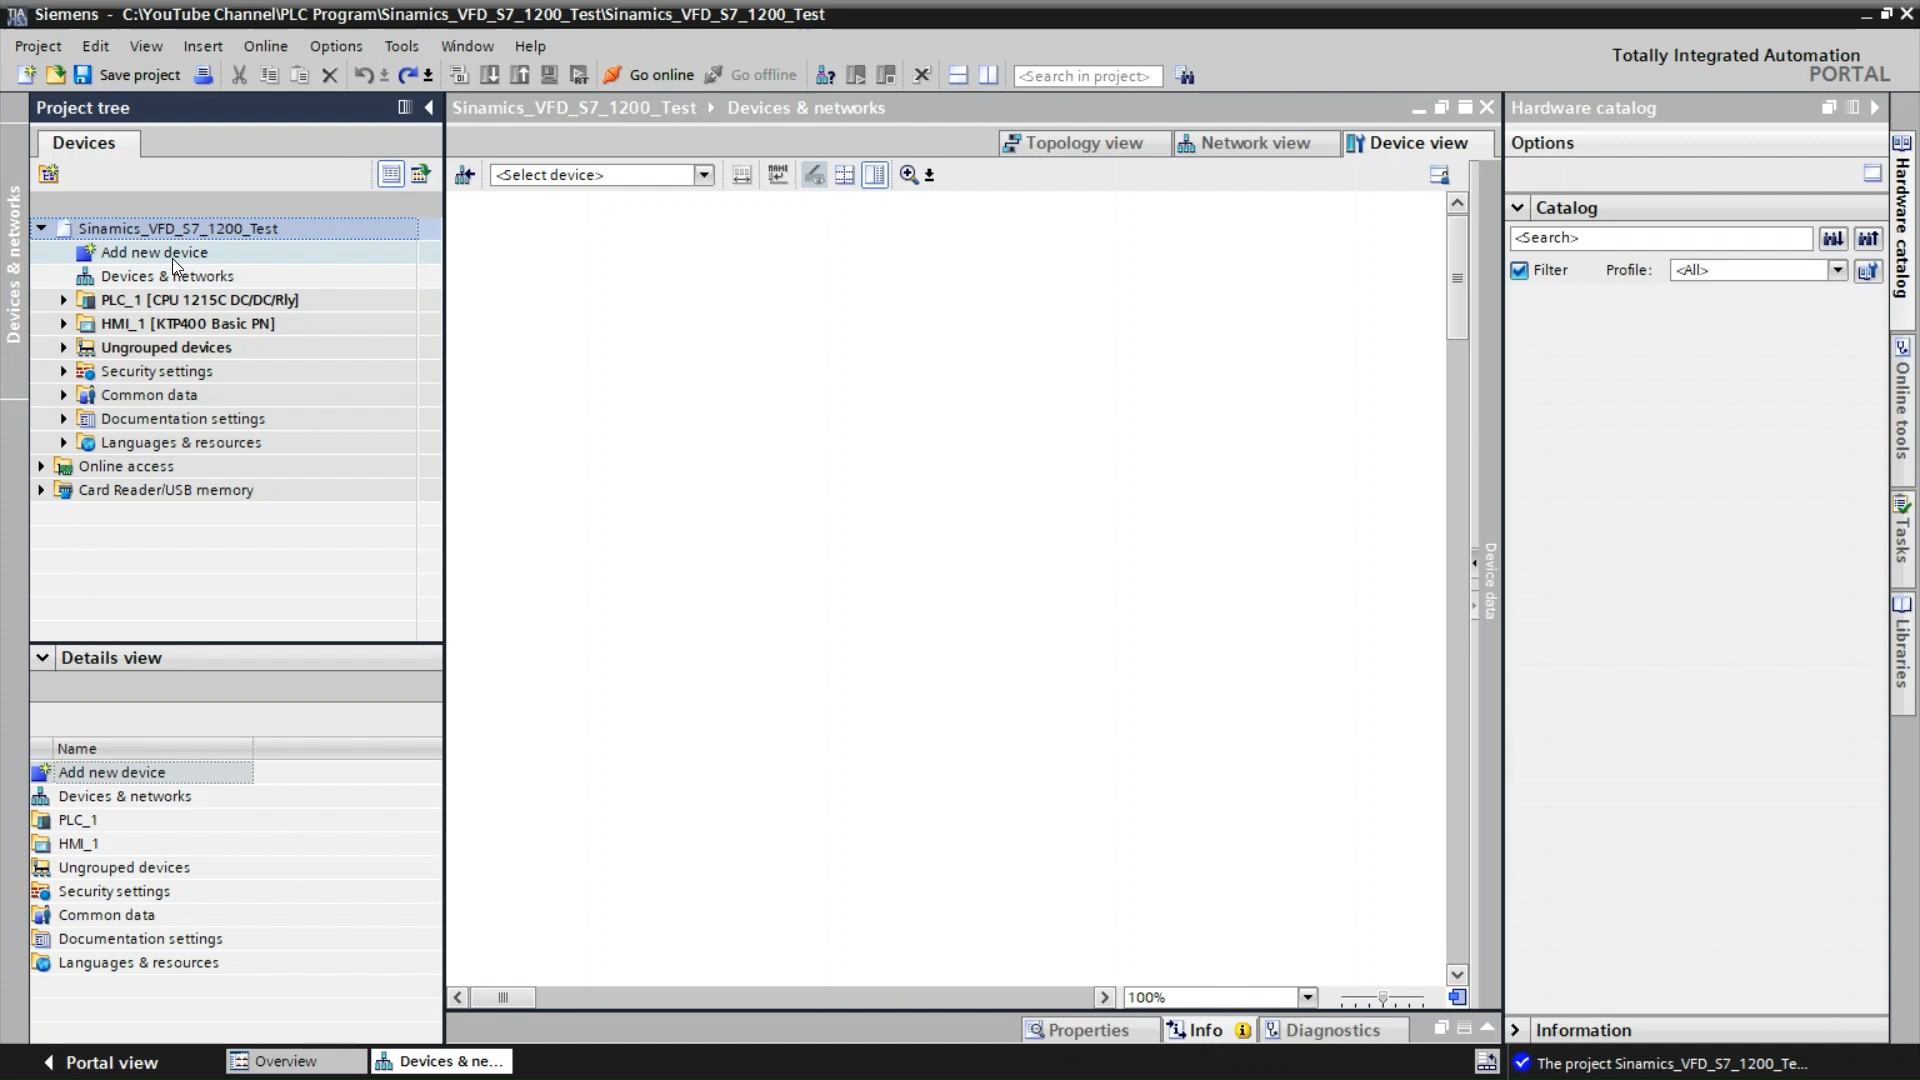 Siemens - C:\YouTube Channel\PLC Program\Sinamics_VFD_S7_1200_Test\Sinamics_VFD_S7_1200_Test
Project Edit View Insert Online Options Tools Window Help
Totally Integrated Automation
PORTAL
Save project Go online Go offline <Search in project>
Project tree
Sinamics_VFD_S7_1200_Test Devices & networks
Hardware catalog
Devices
Topology view Network view Device view
Options
<Select device>
Sinamics_VFD_S7_1200_Test
Add new device
Devices & networks
PLC_1 [CPU 1215C DC/DC/Rly]
HMI_1 [KTP400 Basic PN]
Ungrouped devices
Security settings
Common data
Documentation settings
Languages & resources
Online access
Card Reader/USB memory
Catalog
<Search>
Filter Profile: <All>
Details view
Name
Add new device
Devices & networks
PLC_1
HMI_1
Ungrouped devices
Security settings
Common data
Documentation settings
Languages & resources
Devices & networks
Device data
Hardware catalog
Online tools
Tasks
Libraries
100%
Properties Info Diagnostics
Information
Portal view Overview Devices & ne... The project Sinamics_VFD_S7_1200_Te...